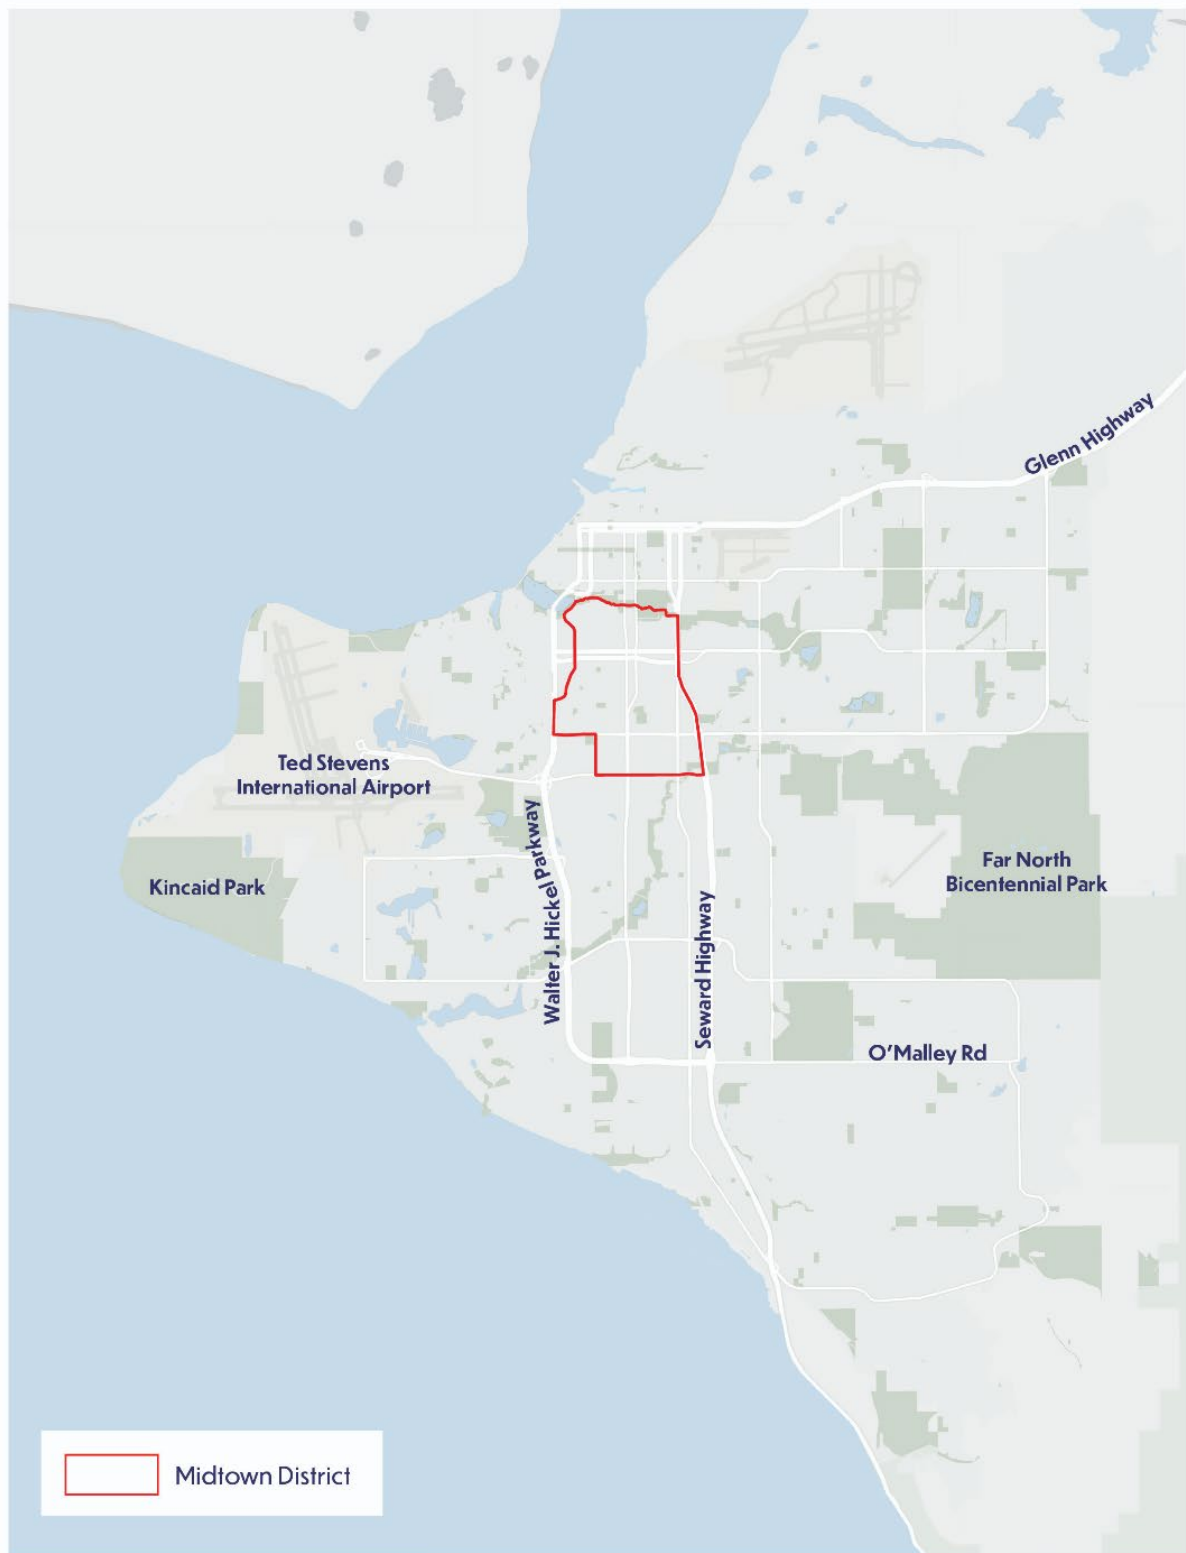 Glenn Highway
Ted Stevens
International Airport
Kincaid Park
Walter J. Hickel Parkway
Seward Highway
Far North
Bicentennial Park
O'Malley Rd
Midtown District